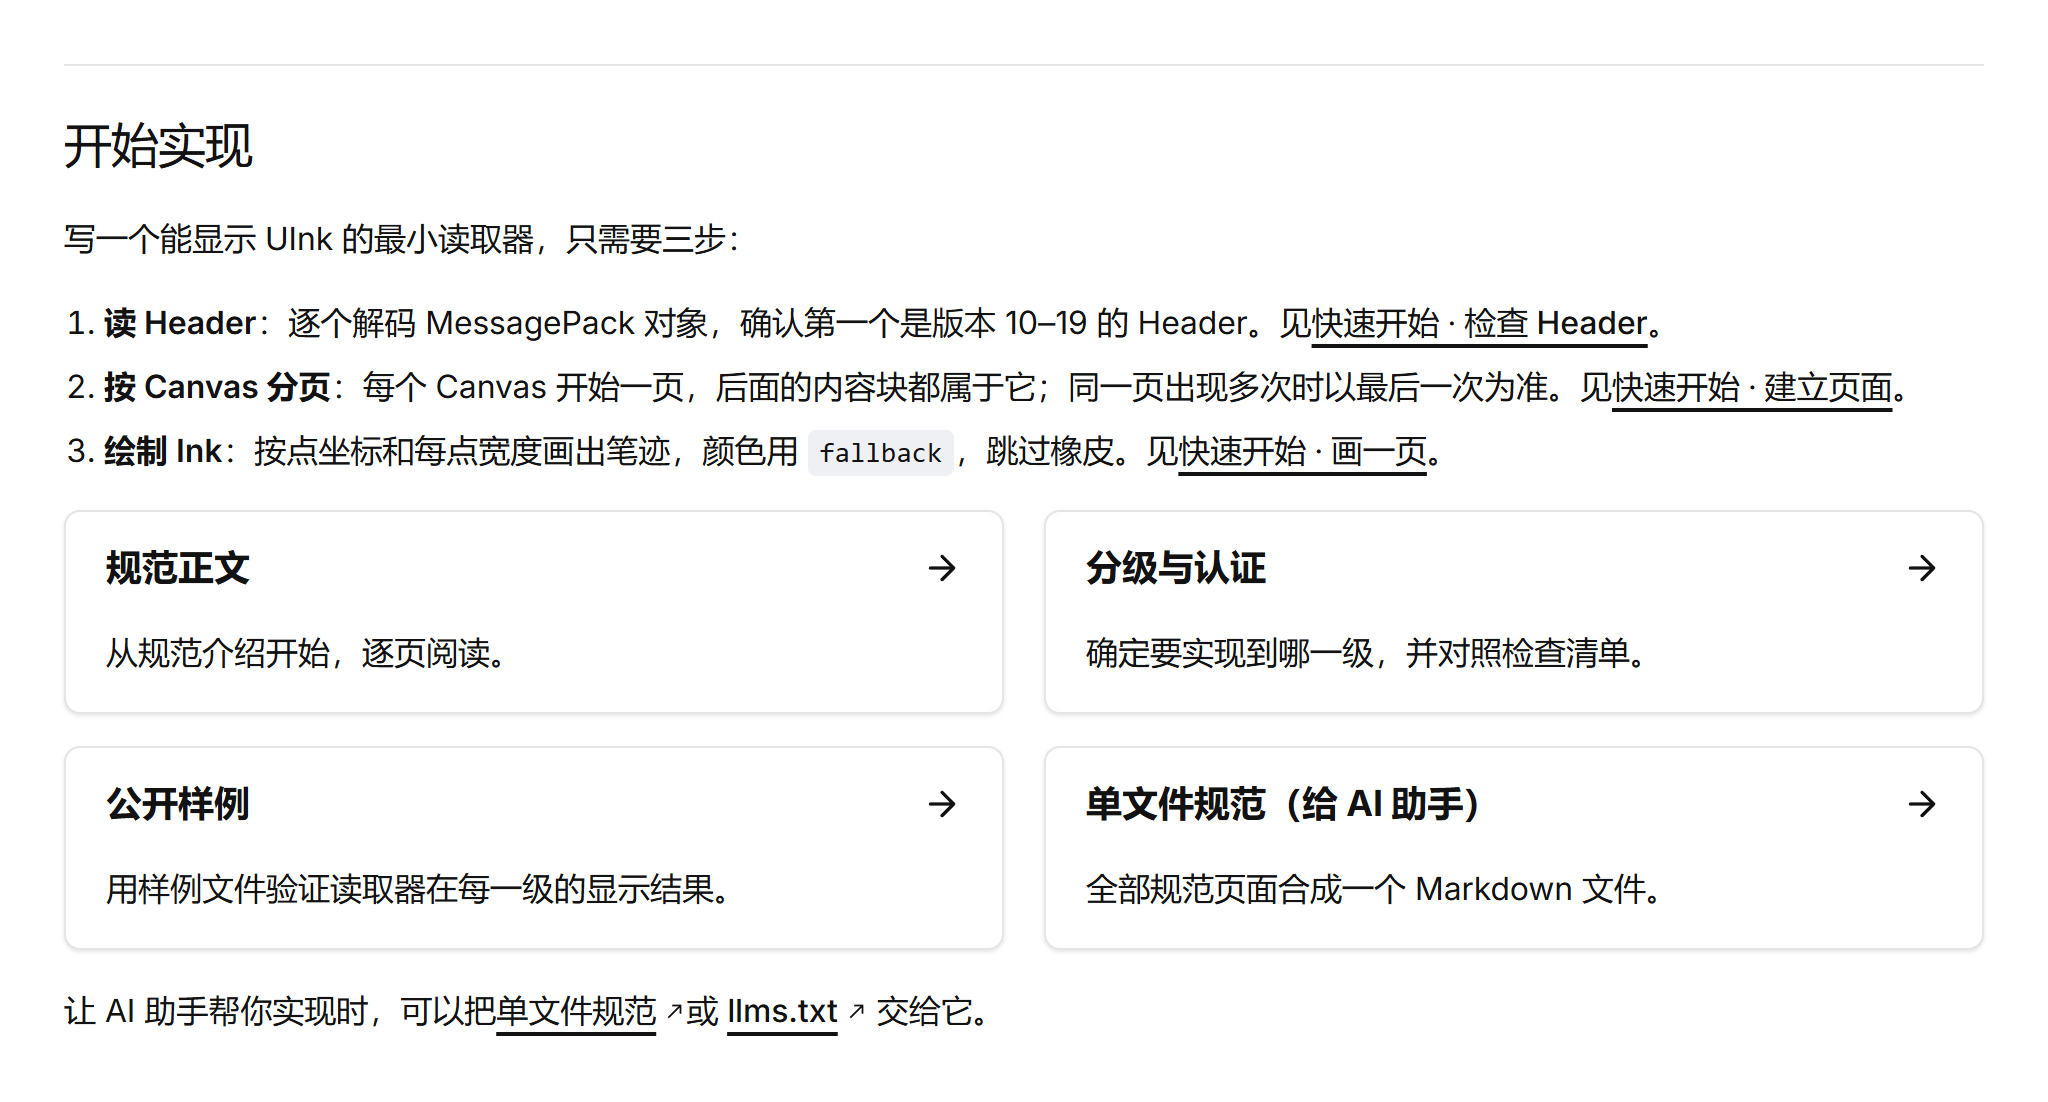 开始实现
写一个能显示 UInk 的最小读取器，只需要三步：
1. 读 Header：逐个解码 MessagePack 对象，确认第一个是版本 10–19 的 Header。见快速开始 · 检查 Header。
2. 按 Canvas 分页：每个 Canvas 开始一页，后面的内容块都属于它；同一页出现多次时以最后一次为准。见快速开始 · 建立页面。
3. 绘制 Ink：按点坐标和每点宽度画出笔迹，颜色用 fallback，跳过橡皮。见快速开始 · 画一页。
规范正文 →
从规范介绍开始，逐页阅读。
分级与认证 →
确定要实现到哪一级，并对照检查清单。
公开样例 →
用样例文件验证读取器在每一级的显示结果。
单文件规范（给 AI 助手） →
全部规范页面合成一个 Markdown 文件。
让 AI 助手帮你实现时，可以把单文件规范 ↗或 llms.txt ↗ 交给它。